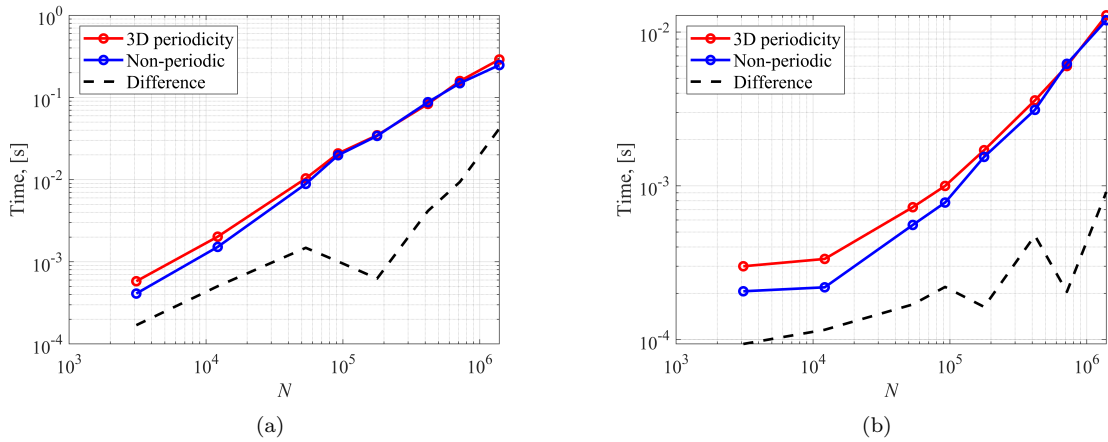 10^0
10^-1
10^-2
10^-3
10^-4
Time, [s]
3D periodicity
Non-periodic
Difference
10^3
10^4
10^5
10^6
N
(a)
10^-2
10^-3
10^-4
Time, [s]
3D periodicity
Non-periodic
Difference
10^3
10^4
10^5
10^6
N
(b)